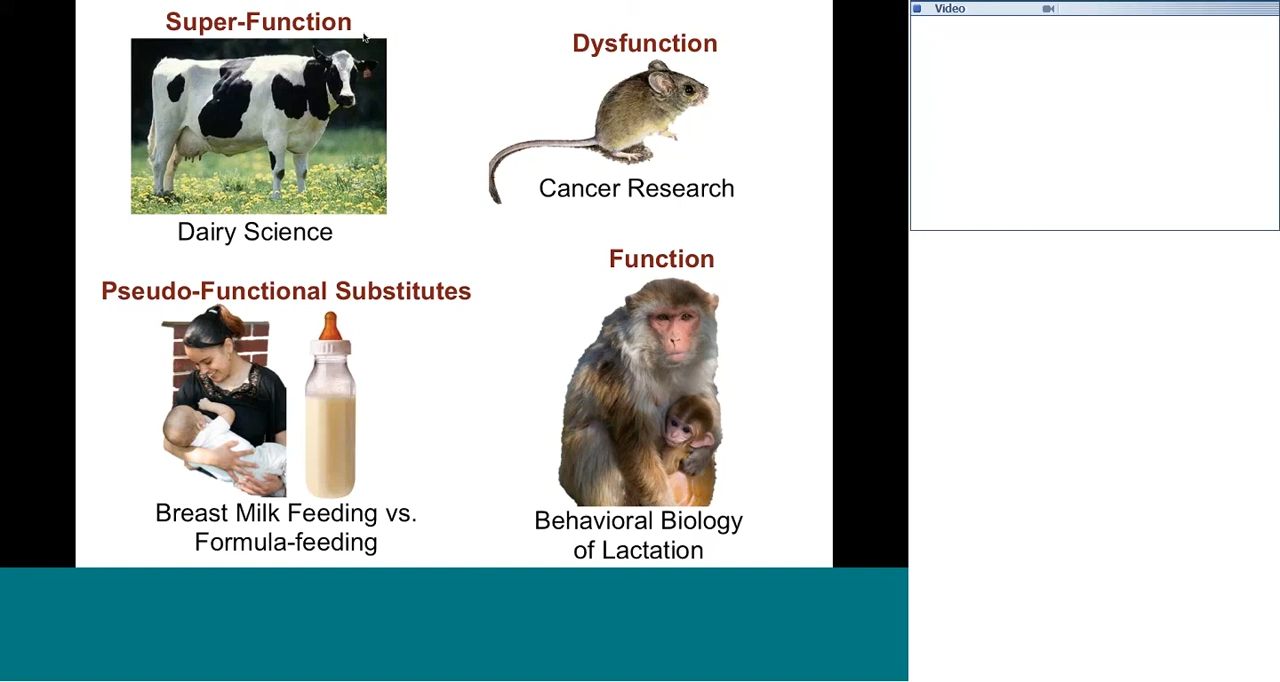 Super-Function
Dairy Science
Dysfunction
Cancer Research
Pseudo-Functional Substitutes
Breast Milk Feeding vs.
Formula-feeding
Function
Behavioral Biology
of Lactation
Video